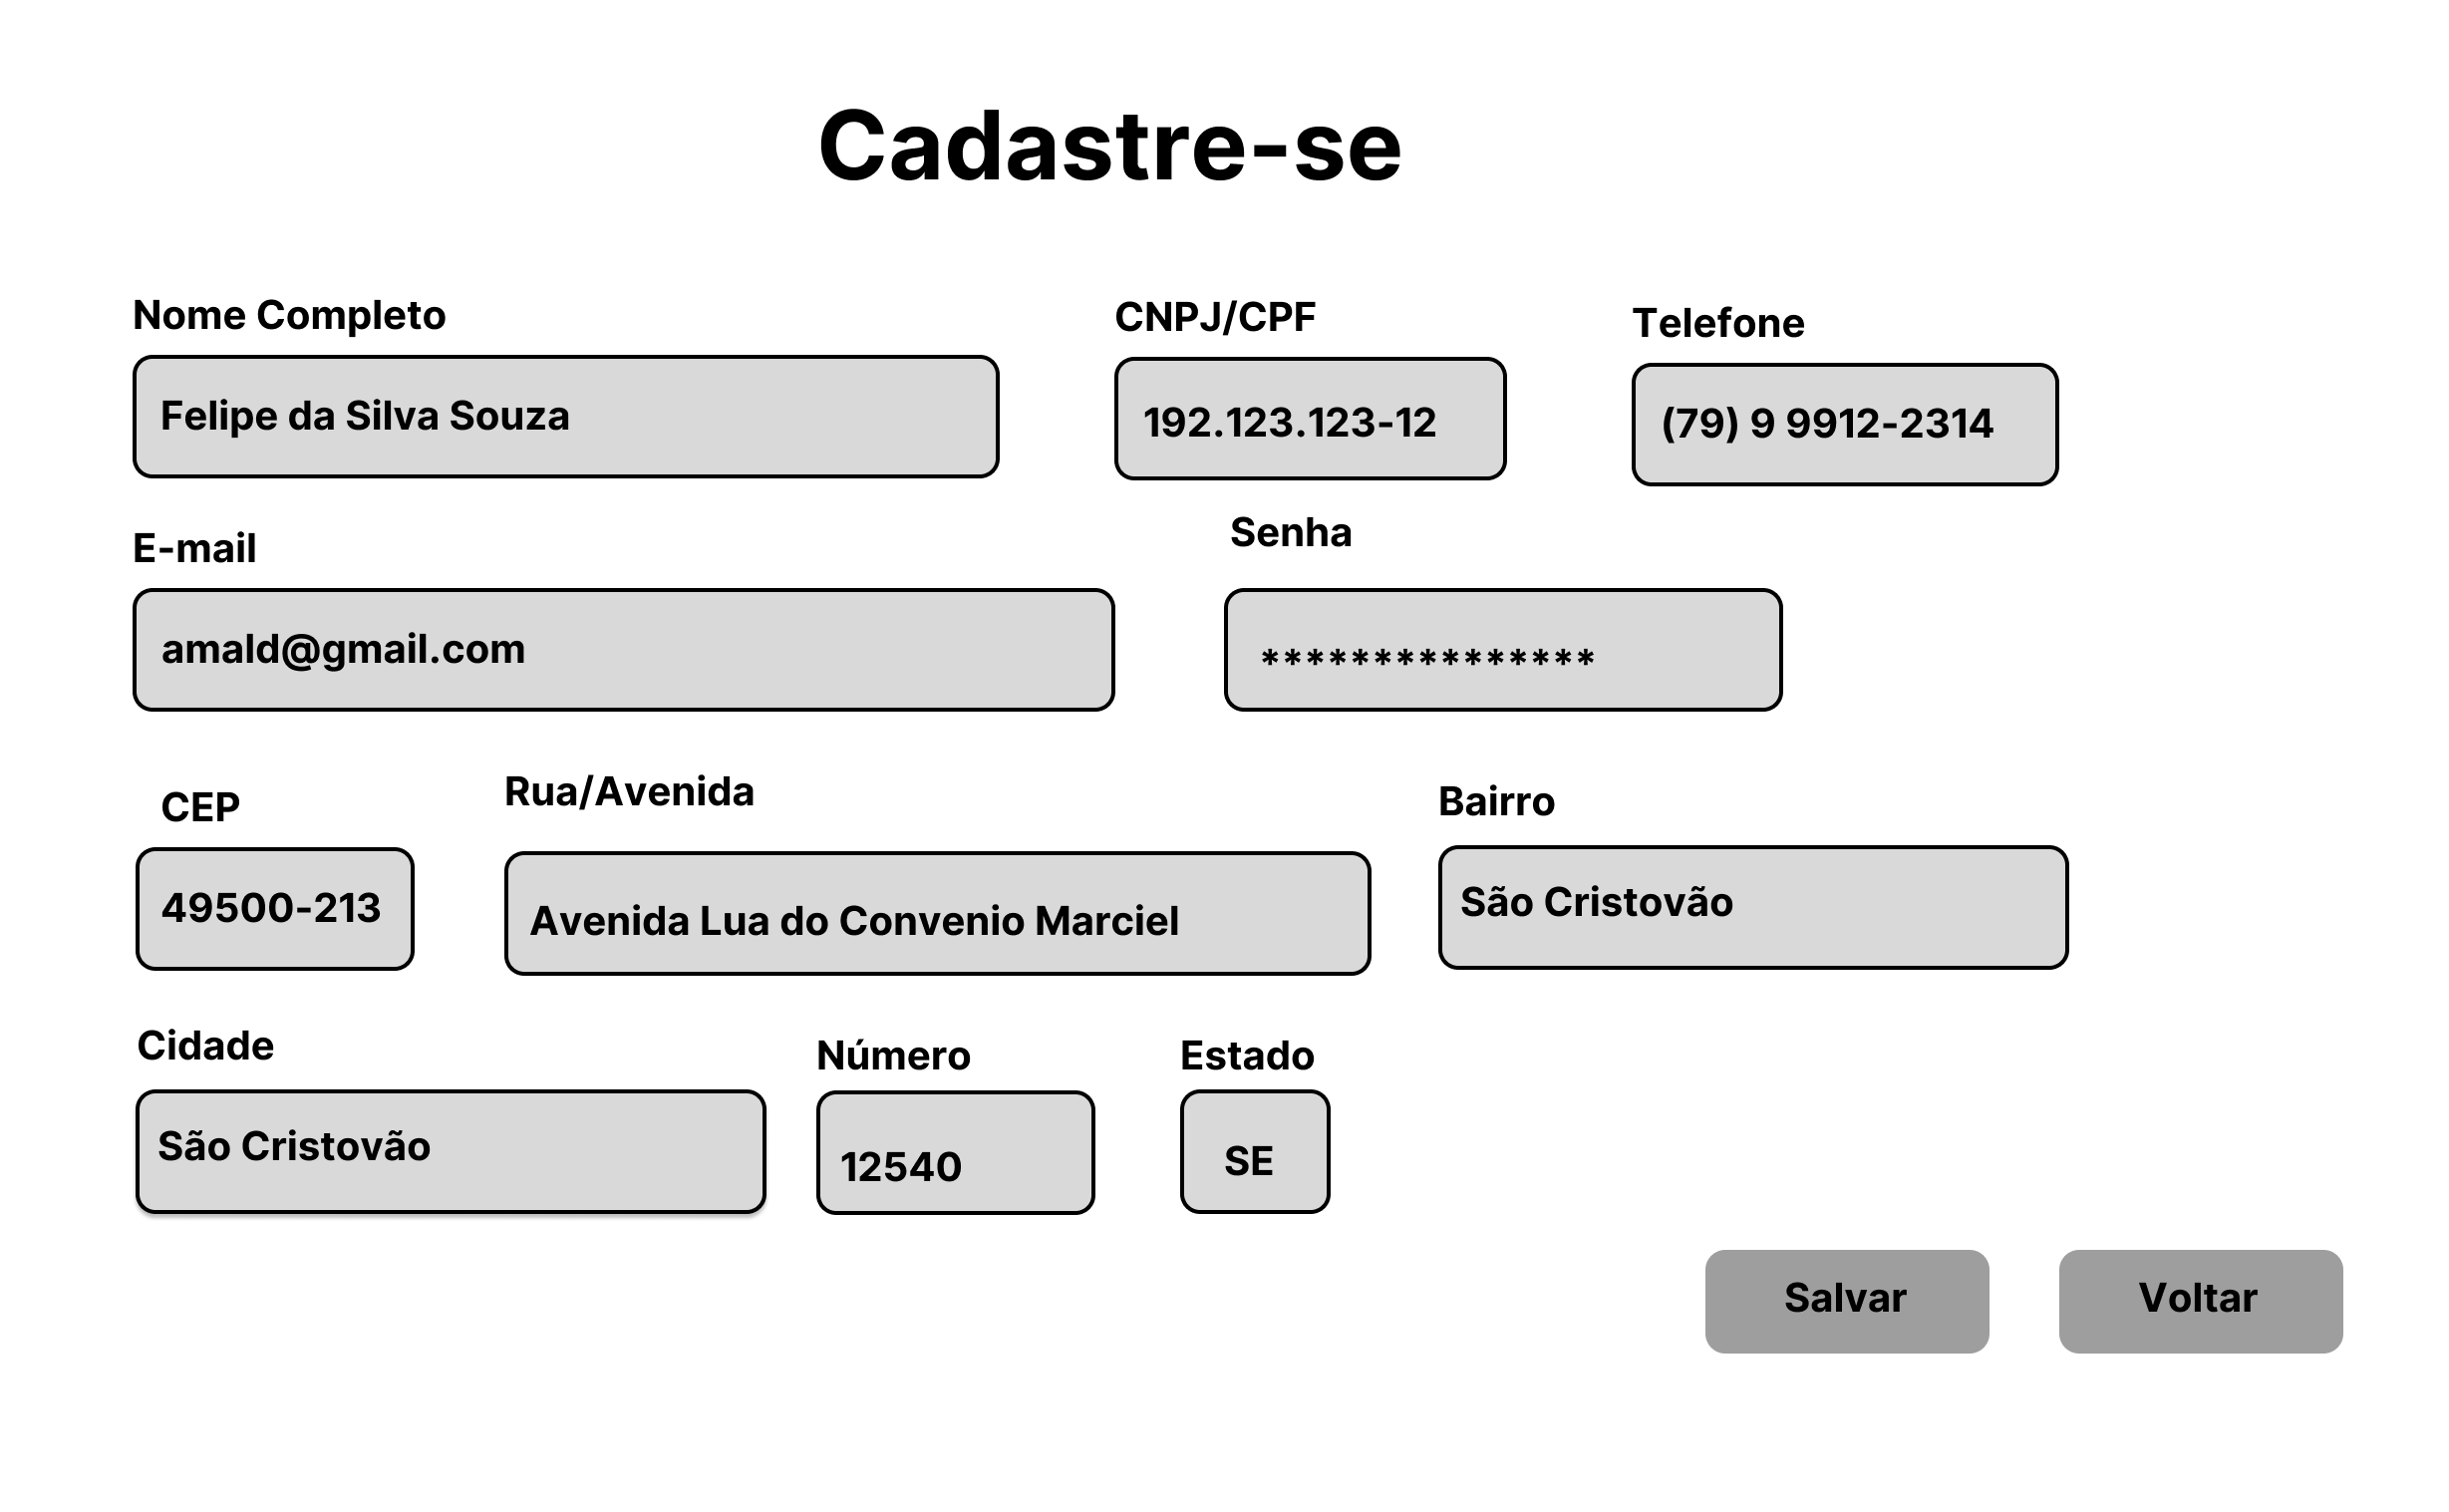 Cadastre-se
Nome Completo
CNPJ/CPF
Telefone
Felipe da Silva Souza
192.123.123-12
(79) 9 9912-2314
E-mail
Senha
amald@gmail.com
***************
CEP
Rua/Avenida
Bairro
49500-213
Avenida Lua do Convenio Marciel
São Cristovão
Cidade
Número
Estado
São Cristovão
12540
SE
Salvar
Voltar